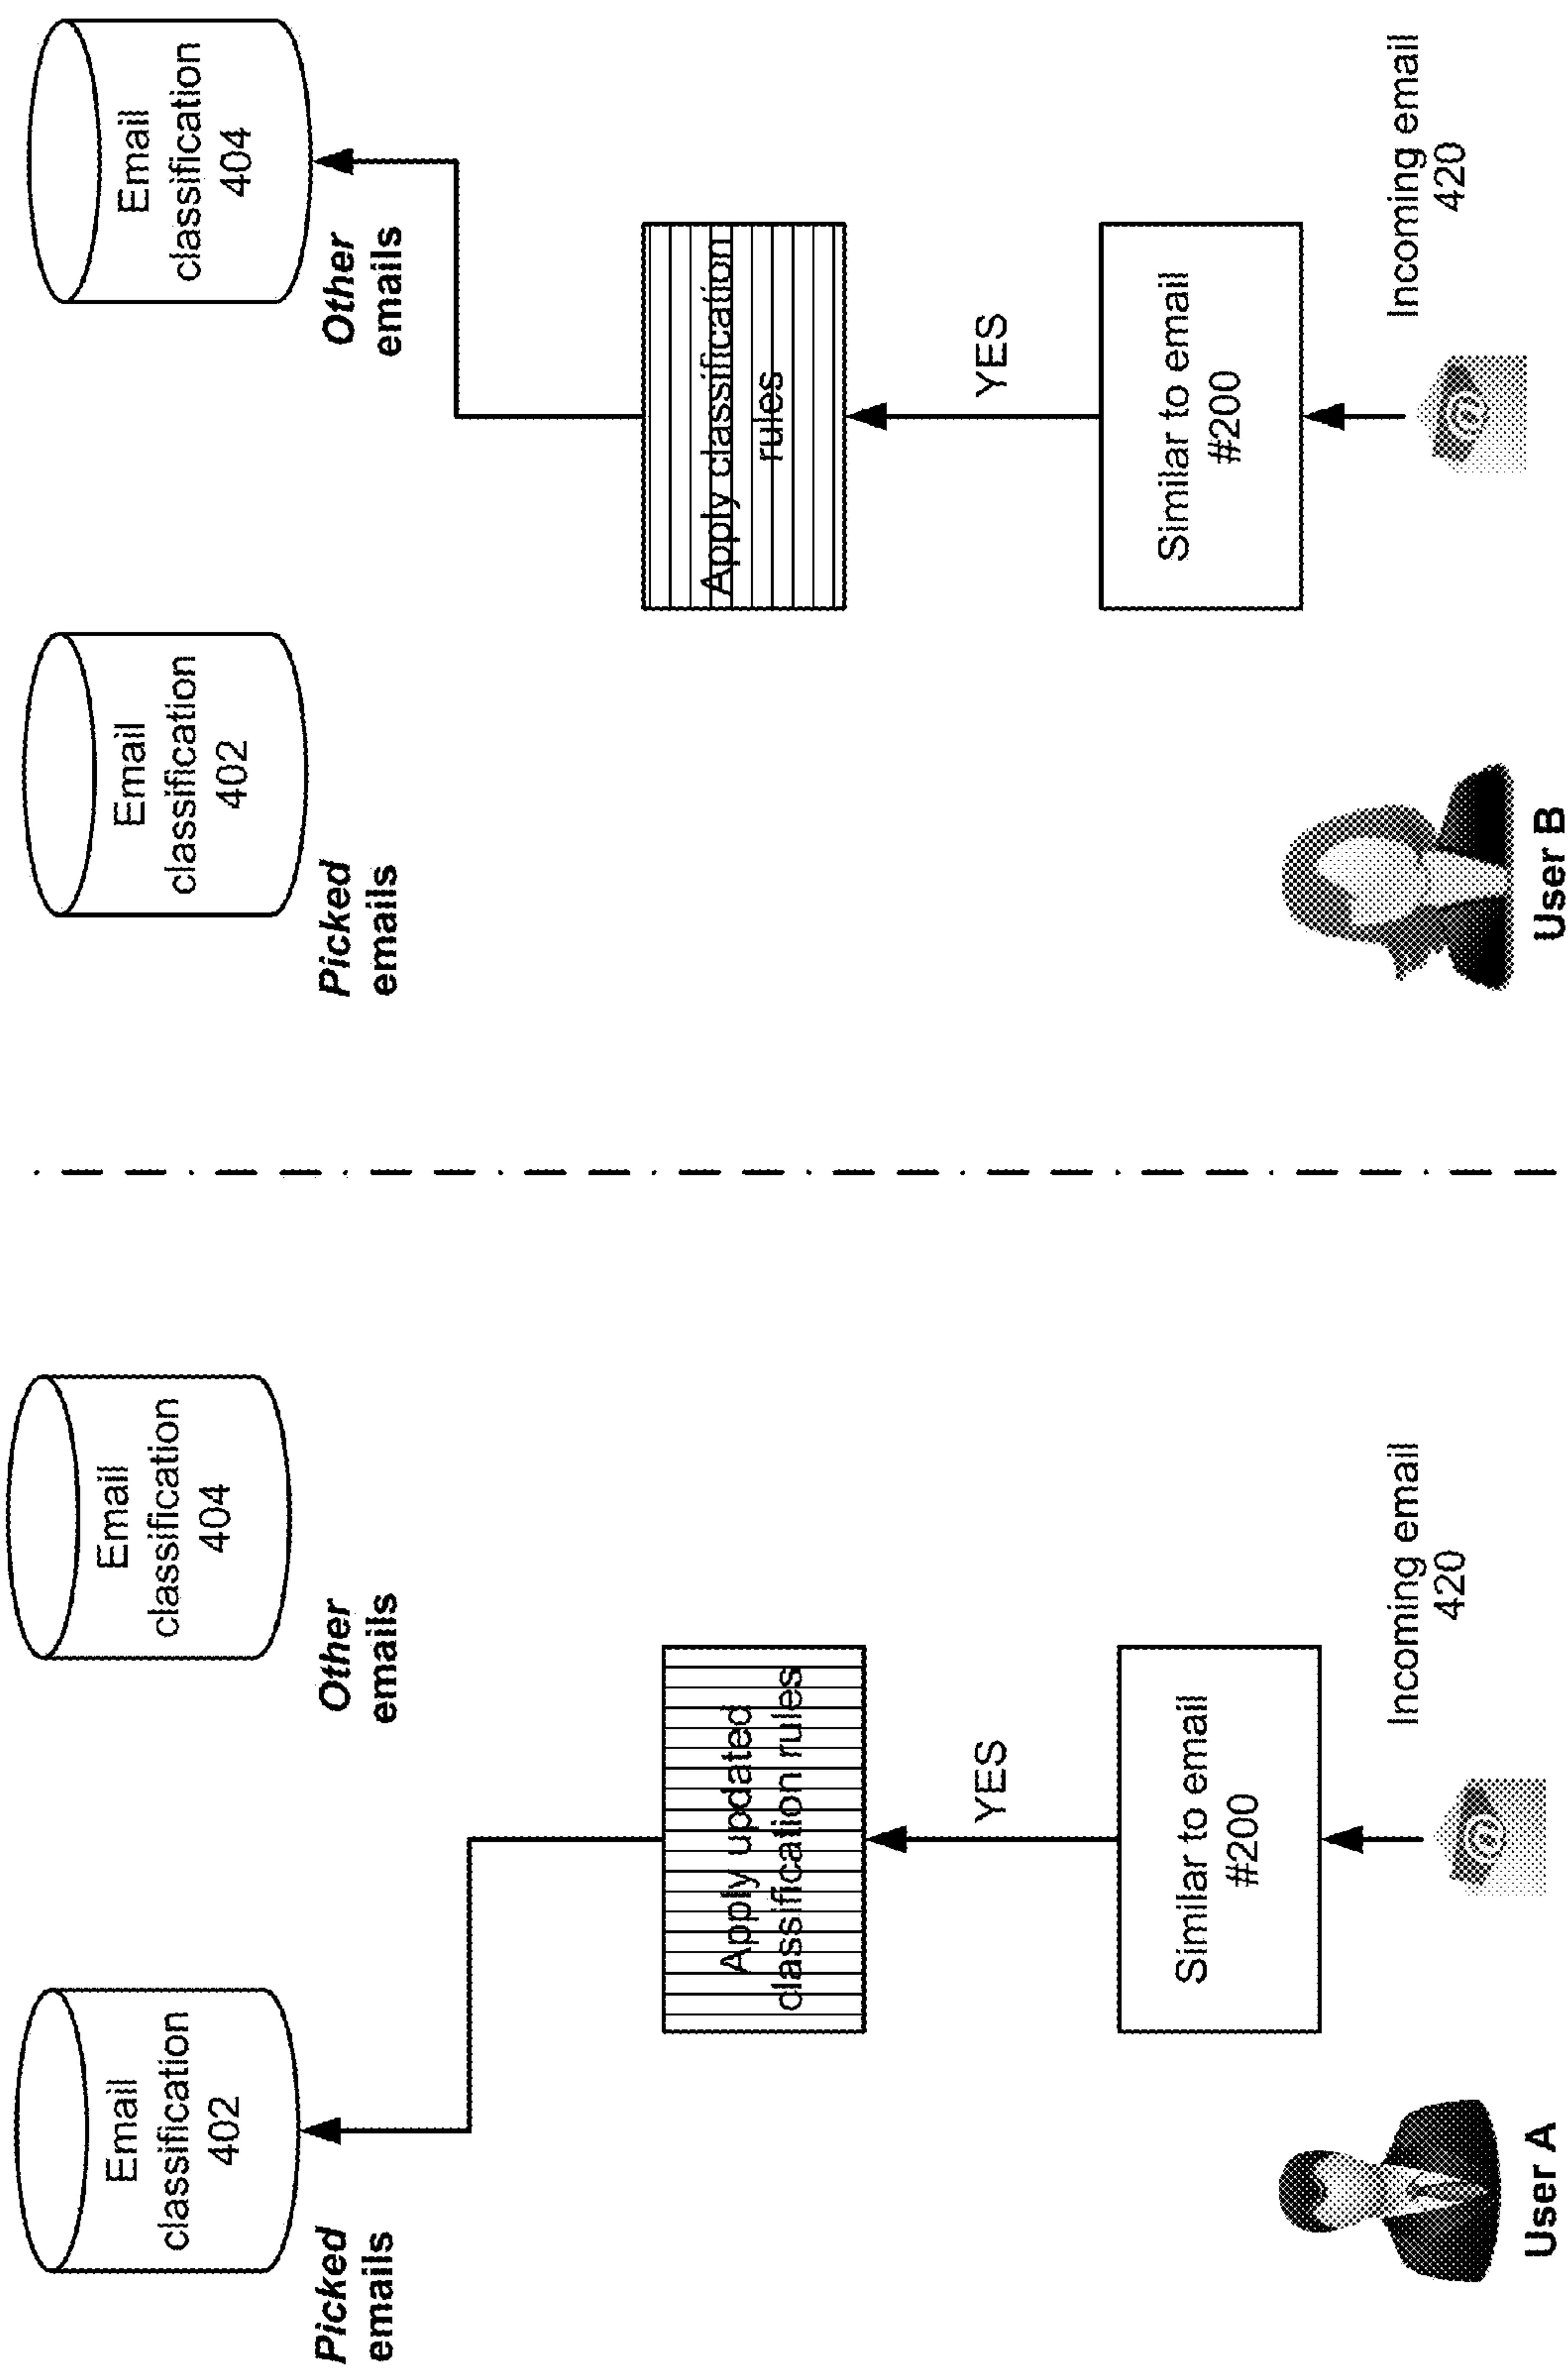 Email
classification
402
Picked
emails
Email
classification
404
Other
emails
Apply updated
classification rules
YES
Similar to email
#200
Incoming email
420
User A
Email
classification
402
Picked
emails
Email
classification
404
Other
emails
Apply classification
rules
YES
Similar to email
#200
Incoming email
420
User B